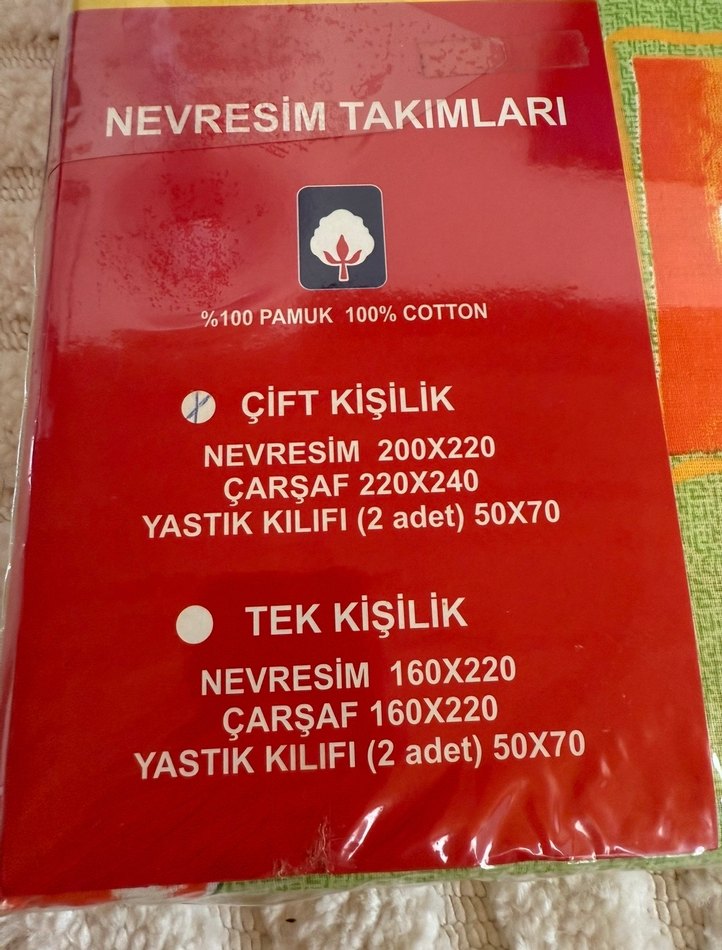 NEVRESİM TAKIMLARI
%100 PAMUK 100% COTTON
ÇİFT KİŞİLİK
NEVRESİM 200X220
ÇARŞAF 220X240
YASTIK KILIFI (2 adet) 50X70
TEK KİŞİLİK
NEVRESİM 160X220
ÇARŞAF 160X220
YASTIK KILIFI (2 adet) 50X70